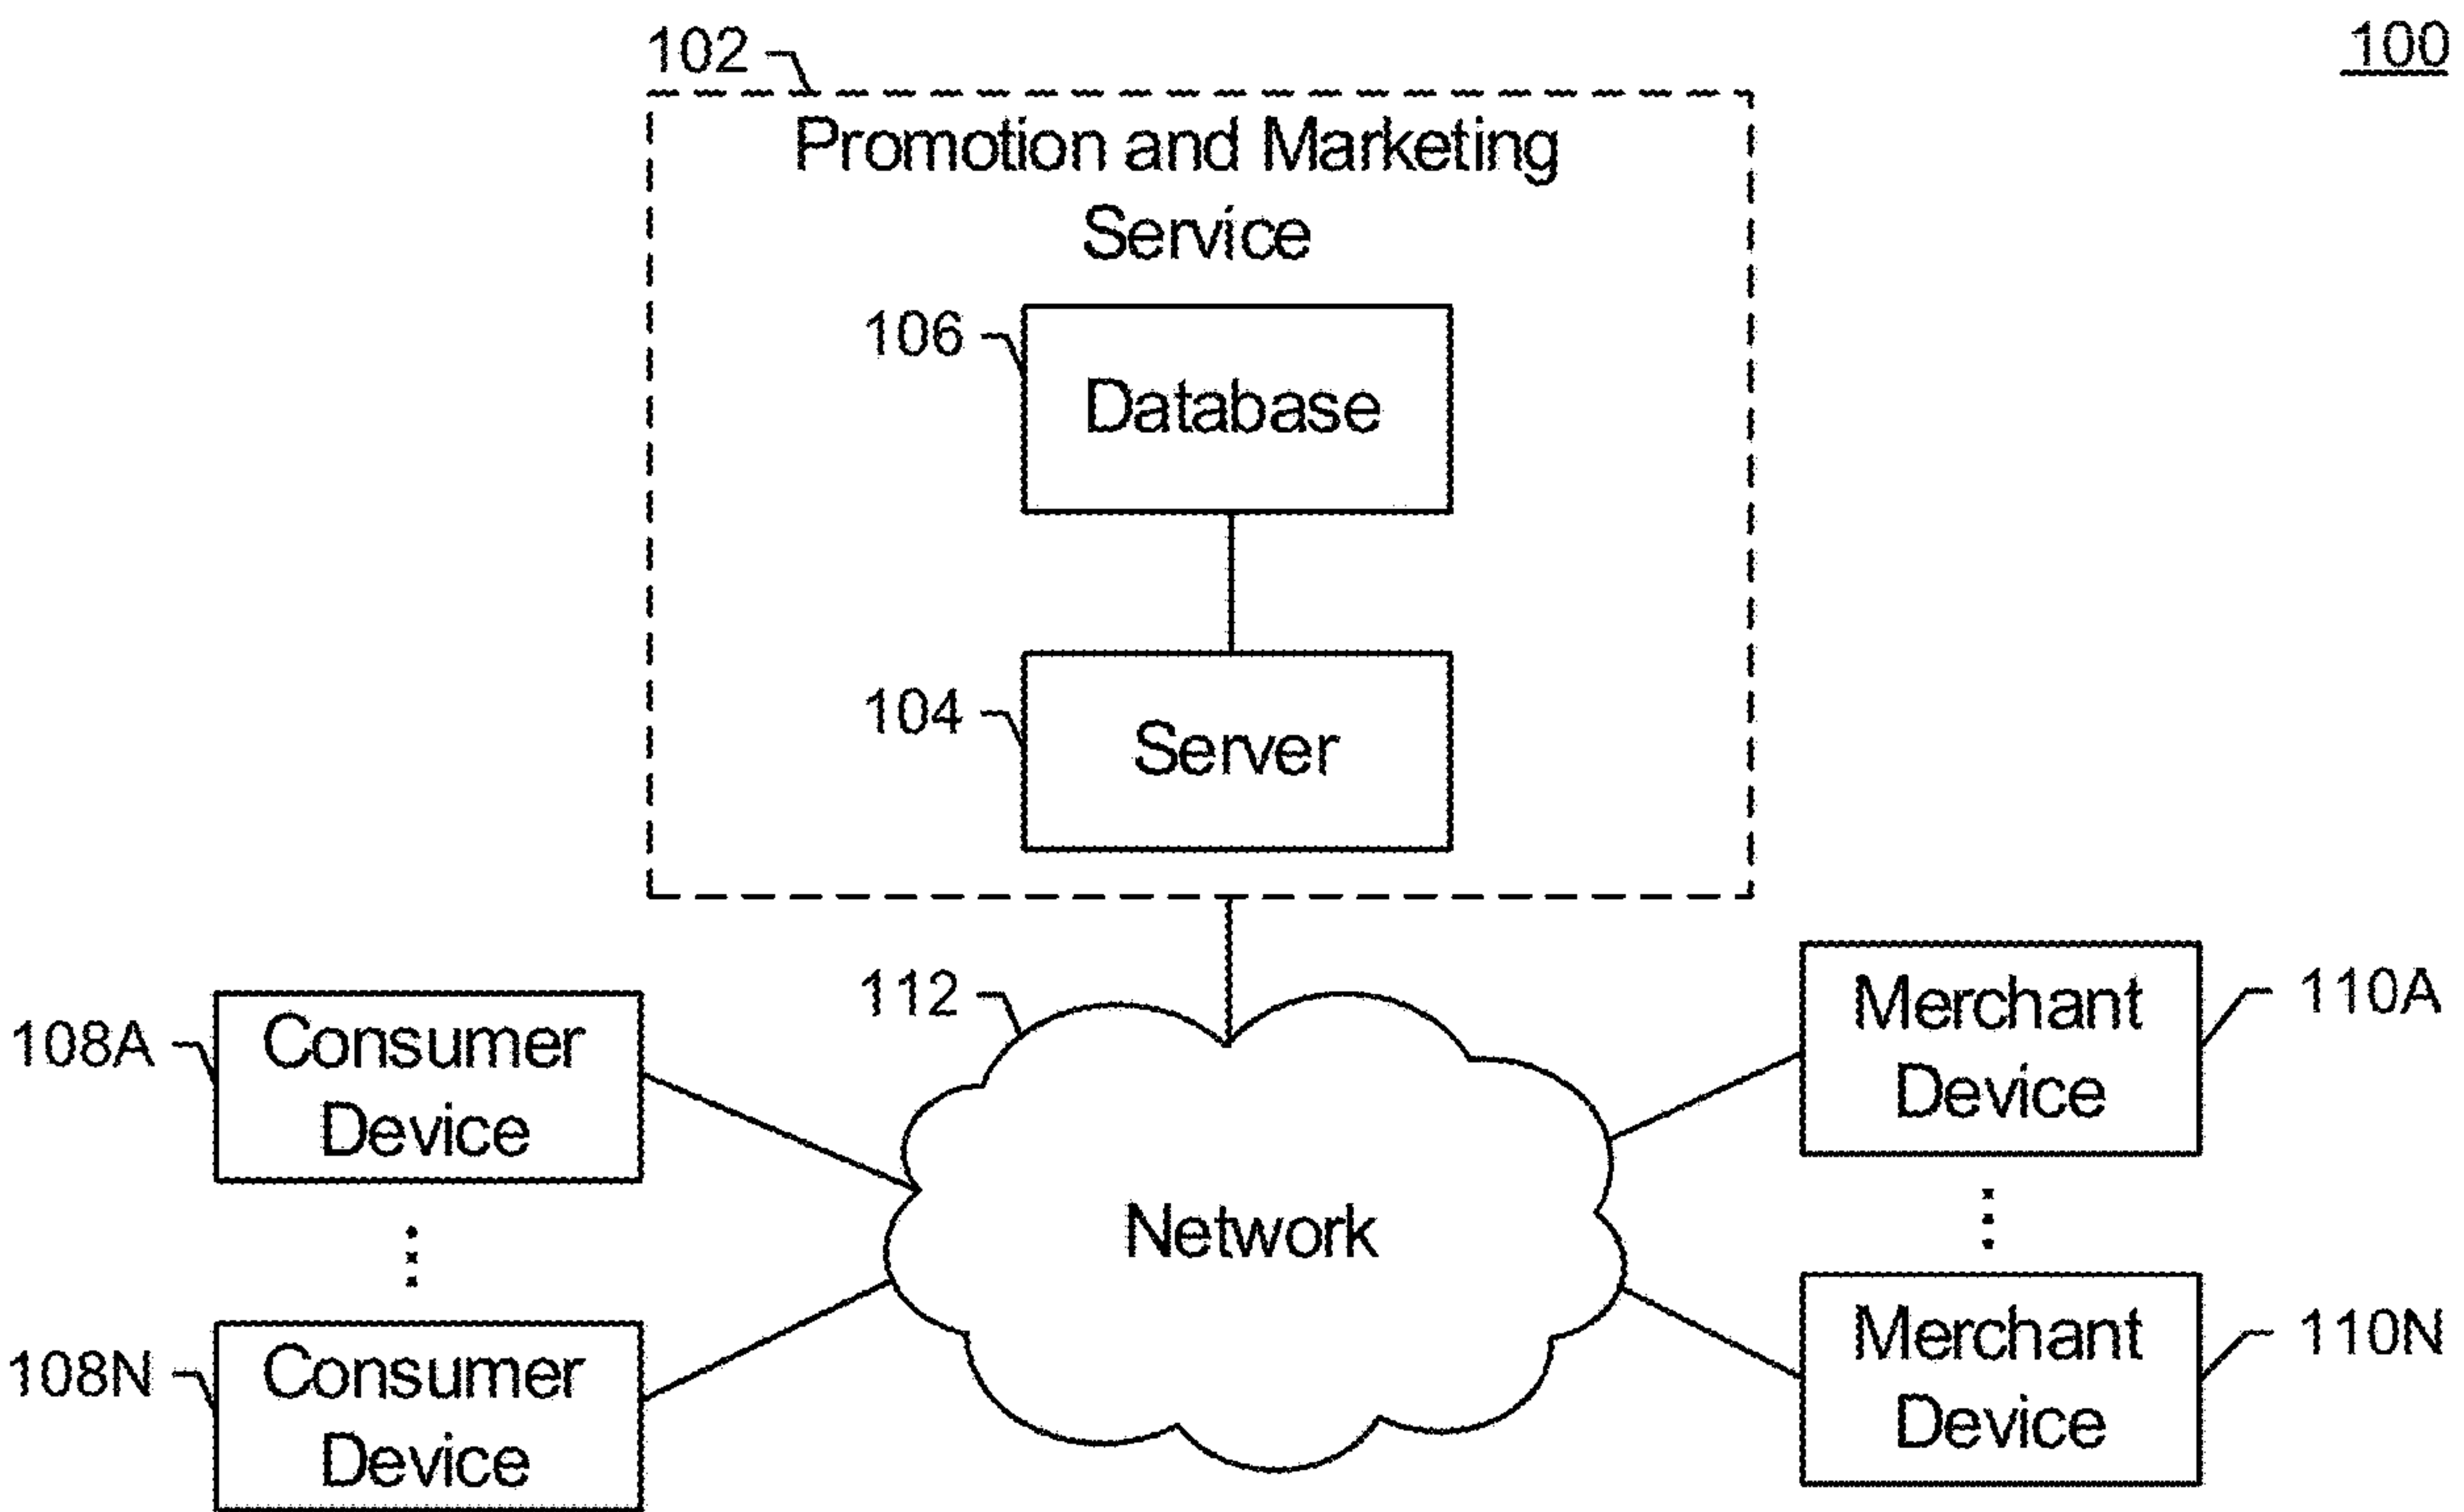 100
102
Promotion and Marketing
Service
106
Database
104
Server
112
108A
Consumer
Device
108N
Consumer
Device
Network
Merchant
Device
110A
Merchant
Device
110N